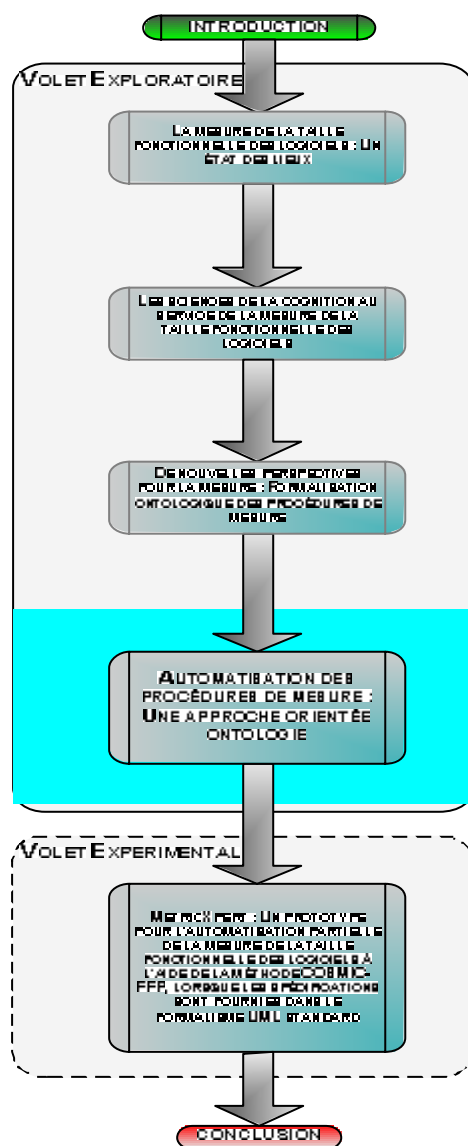 INTRODUCTION
VOLET EXPLORATOIRE
LA MESURE DE LA TAILLE
FONCTIONNELLE DES LOGICIELS : UN
ÉTAT DES LIEUX
LES SCIENCES DE LA COGNITION AU
SERVICE DE LA MESURE DE LA
TAILLE FONCTIONNELLE DES
LOGICIELS
DE NOUVELLES PERSPECTIVES
POUR LA MESURE : FORMALISATION
ONTOLOGIQUE DES PROCÉDURES DE
MESURE
AUTOMATISATION DES
PROCÉDURES DE MESURE :
UNE APPROCHE ORIENTÉE
ONTOLOGIE
VOLET EXPERIMENTAL
METRICXPERT : UN PROTOTYPE
POUR L'AUTOMATISATION PARTIELLE
DE LA MESURE DE LA TAILLE
FONCTIONNELLE DES LOGICIELS À
L'AIDE DE LA MÉTHODE COSMIC-
FFP, LORSQUE LES SPÉCIFICATIONS
SONT FOURNIES DANS LE
FORMALISME UML STANDARD
CONCLUSION